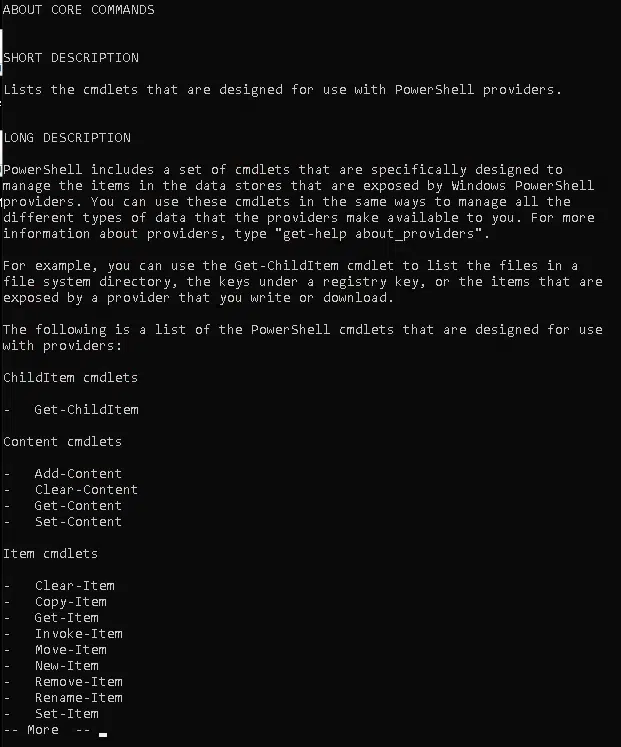 ABOUT CORE COMMANDS
SHORT DESCRIPTION
Lists the cmdlets that are designed for use with PowerShell providers.
LONG DESCRIPTION
PowerShell includes a set of cmdlets that are specifically designed to
manage the items in the data stores that are exposed by Windows PowerShell
providers. You can use these cmdlets in the same ways to manage all the
different types of data that the providers make available to you. For more
information about providers, type "get-help about_providers".
For example, you can use the Get-ChildItem cmdlet to list the files in a
file system directory, the keys under a registry key, or the items that are
exposed by a provider that you write or download.
The following is a list of the PowerShell cmdlets that are designed for use
with providers:
ChildItem cmdlets
-   Get-ChildItem
Content cmdlets
-   Add-Content
-   Clear-Content
-   Get-Content
-   Set-Content
Item cmdlets
-   Clear-Item
-   Copy-Item
-   Get-Item
-   Invoke-Item
-   Move-Item
-   New-Item
-   Remove-Item
-   Rename-Item
-   Set-Item
-- More  --